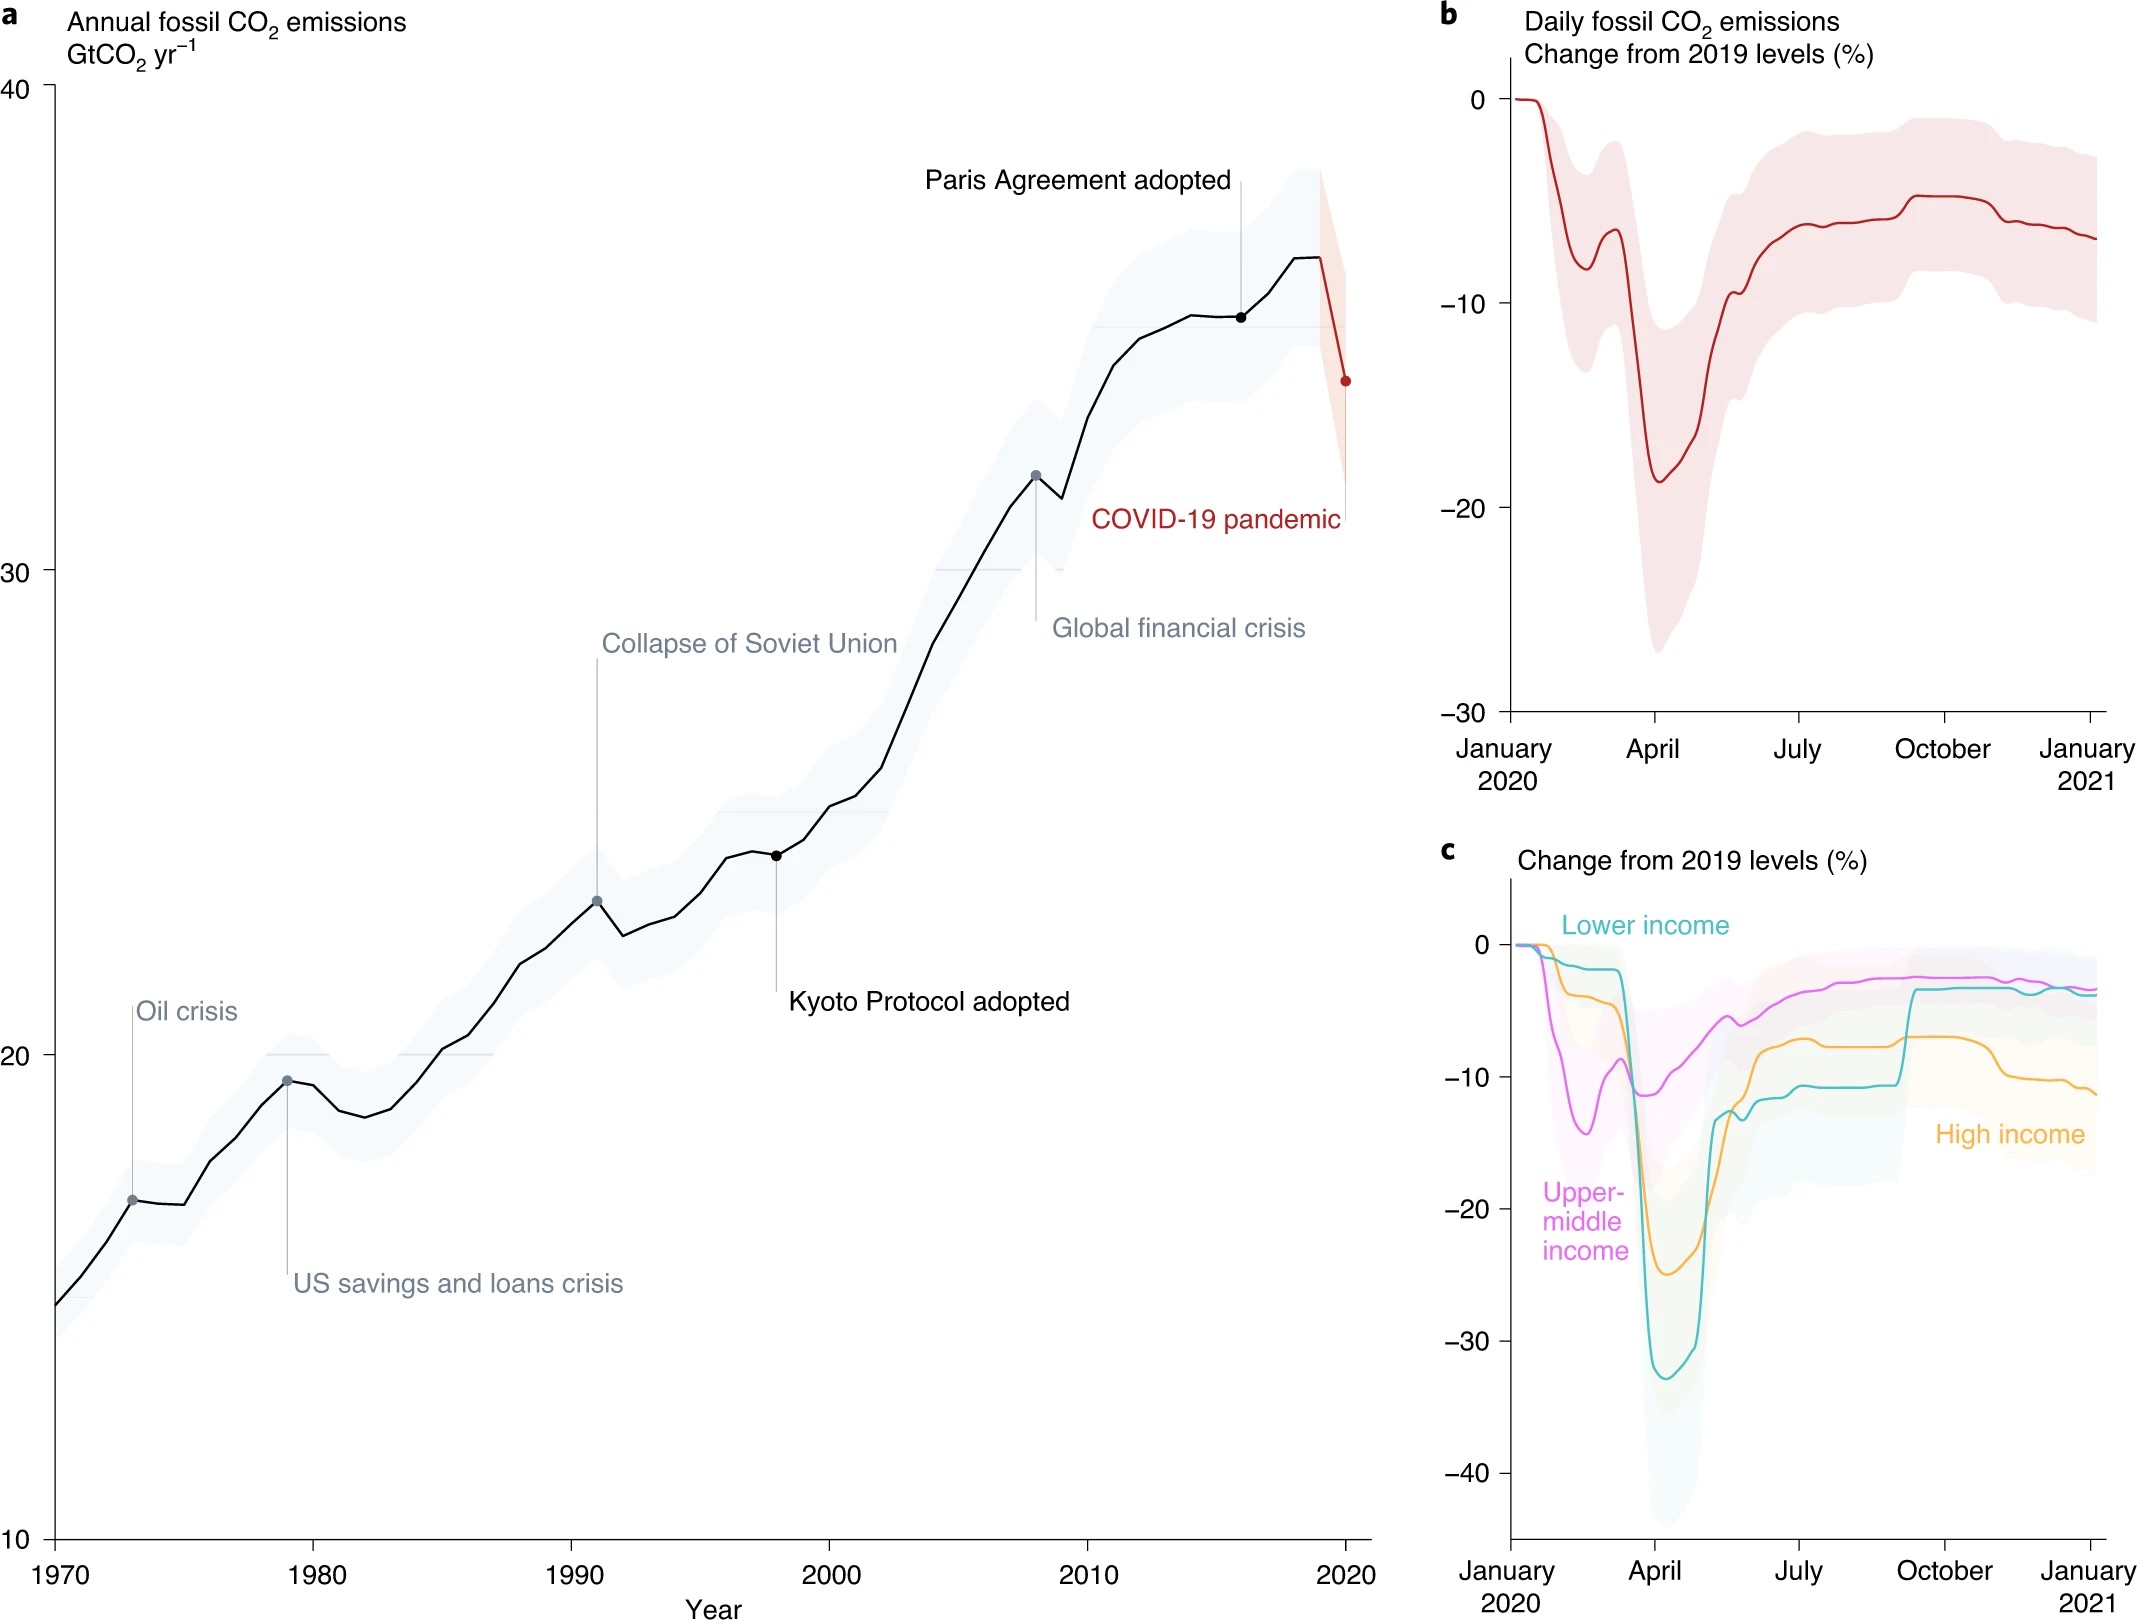 a
Annual fossil CO₂ emissions
GtCO₂ yr⁻¹
40
30
20
10
1970
1980
1990
2000
2010
2020
Year
Oil crisis
US savings and loans crisis
Collapse of Soviet Union
Kyoto Protocol adopted
Global financial crisis
Paris Agreement adopted
COVID-19 pandemic
b
Daily fossil CO₂ emissions
Change from 2019 levels (%)
0
−10
−20
−30
January
2020
April
July
October
January
2021
c
Change from 2019 levels (%)
0
−10
−20
−30
−40
Lower income
Upper-
middle
income
High income
January
2020
April
July
October
January
2021